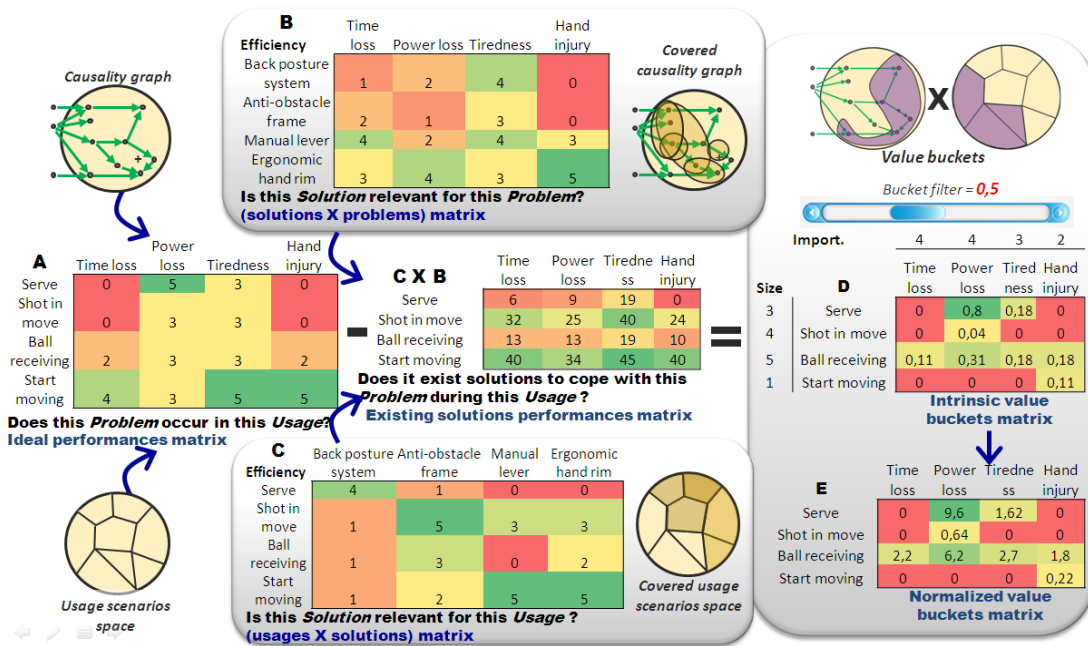 Causality graph
B
Efficiency
Time loss Power loss Tiredness Hand injury
Back posture system 1 2 4 0
Anti-obstacle frame 2 1 3 0
Manual lever 4 2 4 3
Ergonomic hand rim 3 4 3 5
Is this Solution relevant for this Problem?
(solutions X problems) matrix
Covered causality graph
+
+
A
Time loss Power loss Tiredness Hand injury
Serve 0 5 3 0
Shot in move 0 3 3 0
Ball receiving 2 3 3 2
Start moving 4 3 5 5
Does this Problem occur in this Usage?
Ideal performances matrix
Usage scenarios space
-
C X B
Time loss Power loss Tiredne ss Hand injury
Serve 6 9 19 0
Shot in move 32 25 40 24
Ball receiving 13 13 19 10
Start moving 40 34 45 40
Does it exist solutions to cope with this
Problem during this Usage ?
Existing solutions performances matrix
=
C
Efficiency
Back posture system Anti-obstacle frame Manual lever Ergonomic hand rim
Serve 4 1 0 0
Shot in move 1 5 3 3
Ball receiving 1 3 0 2
Start moving 1 2 5 5
Is this Solution relevant for this Usage ?
(usages X solutions) matrix
Covered usage scenarios space
X
Value buckets
Bucket filter = 0,5
Import. 4 4 3 2
Size D
Time loss Power loss Tired ness Hand injury
3 Serve 0 0,8 0,18 0
4 Shot in move 0 0,04 0 0
5 Ball receiving 0,11 0,31 0,18 0,18
1 Start moving 0 0 0 0,11
Intrinsic value
buckets matrix
E
Time loss Power loss Tiredne ss Hand injury
Serve 0 9,6 1,62 0
Shot in move 0 0,64 0 0
Ball receiving 2,2 6,2 2,7 1,8
Start moving 0 0 0 0,22
Normalized value
buckets matrix